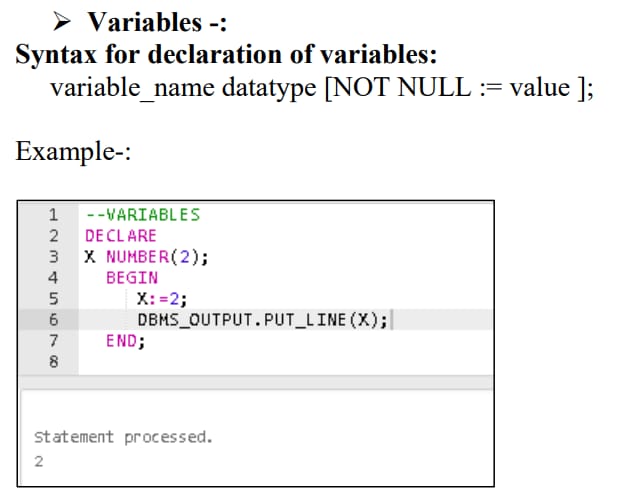 ➤ Variables -:
Syntax for declaration of variables:
variable_name datatype [NOT NULL := value ];
Example-:
1 --VARIABLES
2 DECLARE
3 X NUMBER(2);
4 BEGIN
5 X:=2;
6 DBMS_OUTPUT.PUT_LINE(X);
7 END;
8
Statement processed.
2